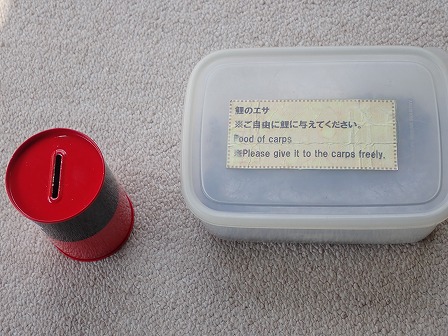 鯉のエサ
※ご自由に鯉に与えてください。
Food of carps
※Please give it to the carps freely.